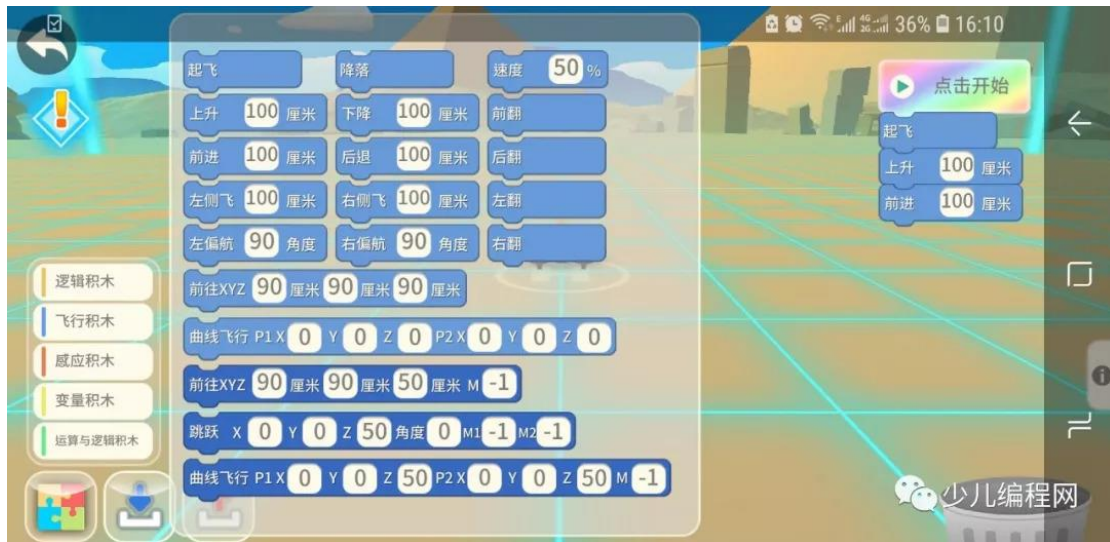 36% 16:10
起飞 降落 速度 50 %
上升 100 厘米 下降 100 厘米 前翻
前进 100 厘米 后退 100 厘米 后翻
左侧飞 100 厘米 右侧飞 100 厘米 左翻
左偏航 90 角度 右偏航 90 角度 右翻
前往XYZ 90 厘米 90 厘米 90 厘米
曲线飞行 P1 X 0 Y 0 Z 0 P2 X 0 Y 0 Z 0
前往XYZ 90 厘米 90 厘米 50 厘米 M -1
跳跃 X 0 Y 0 Z 50 角度 0 M1 -1 M2 -1
曲线飞行 P1 X 0 Y 0 Z 50 P2 X 0 Y 0 Z 50 M -1
逻辑积木
飞行积木
感应积木
变量积木
运算与逻辑积木
点击开始
起飞
上升 100 厘米
前进 100 厘米
少儿编程网